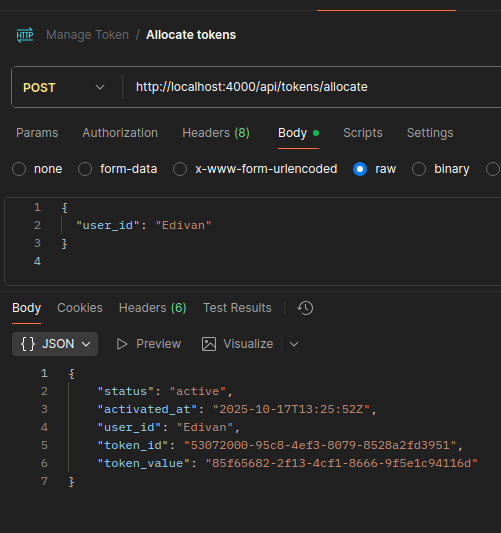 HTTP Manage Token / Allocate tokens
POST http://localhost:4000/api/tokens/allocate
Params Authorization Headers (8) Body Scripts Settings
none form-data x-www-form-urlencoded raw binary
1 {
2 "user_id": "Edivan"
3 }
4
Body Cookies Headers (6) Test Results
{} JSON Preview Visualize
1 {
2 "status": "active",
3 "activated_at": "2025-10-17T13:25:52Z",
4 "user_id": "Edivan",
5 "token_id": "53072000-95c8-4ef3-8079-8528a2fd3951",
6 "token_value": "85f65682-2f13-4cf1-8666-9f5e1c94116d"
7 }